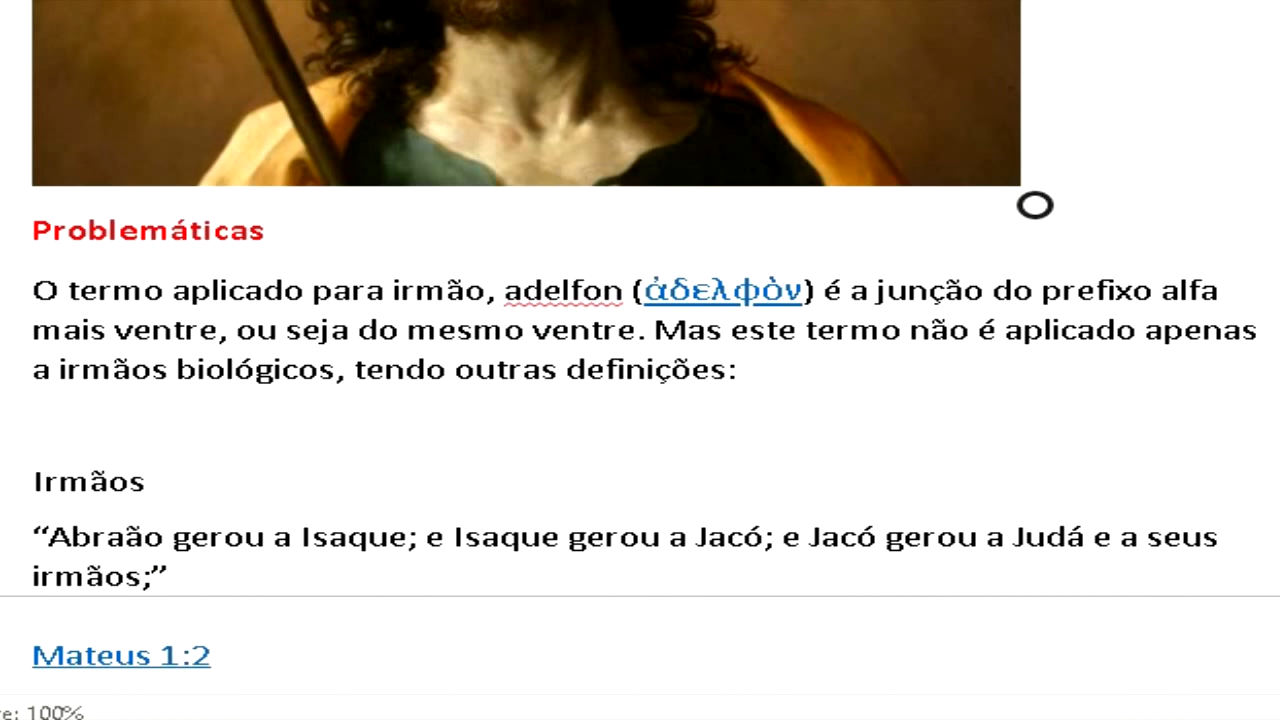 Problemáticas
O termo aplicado para irmão, adelfon (ἀδελφὸν) é a junção do prefixo alfa
mais ventre, ou seja do mesmo ventre. Mas este termo não é aplicado apenas
a irmãos biológicos, tendo outras definições:
Irmãos
“Abraão gerou a Isaque; e Isaque gerou a Jacó; e Jacó gerou a Judá e a seus
irmãos;”
Mateus 1:2
re: 100%